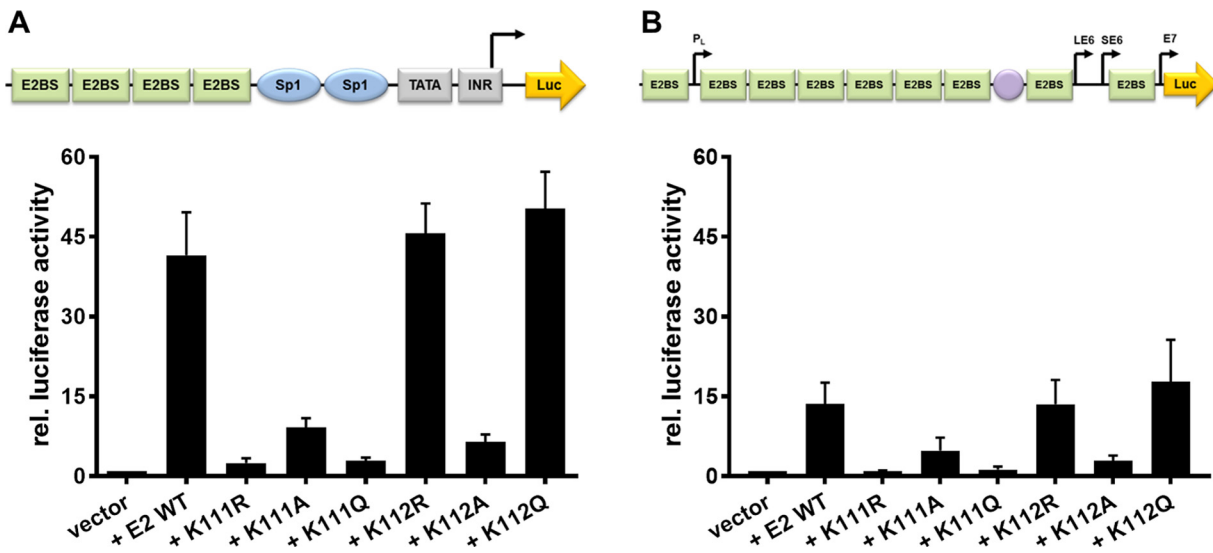 A
E2BS E2BS E2BS E2BS Sp1 Sp1 TATA INR Luc
rel. luciferase activity
60
45
30
15
0
vector
+ E2 WT
+ K111R
+ K111A
+ K111Q
+ K112R
+ K112A
+ K112Q
B
PL LE6 SE6 E7
E2BS E2BS E2BS E2BS E2BS E2BS E2BS E2BS E2BS Luc
rel. luciferase activity
60
45
30
15
0
vector
+ E2 WT
+ K111R
+ K111A
+ K111Q
+ K112R
+ K112A
+ K112Q